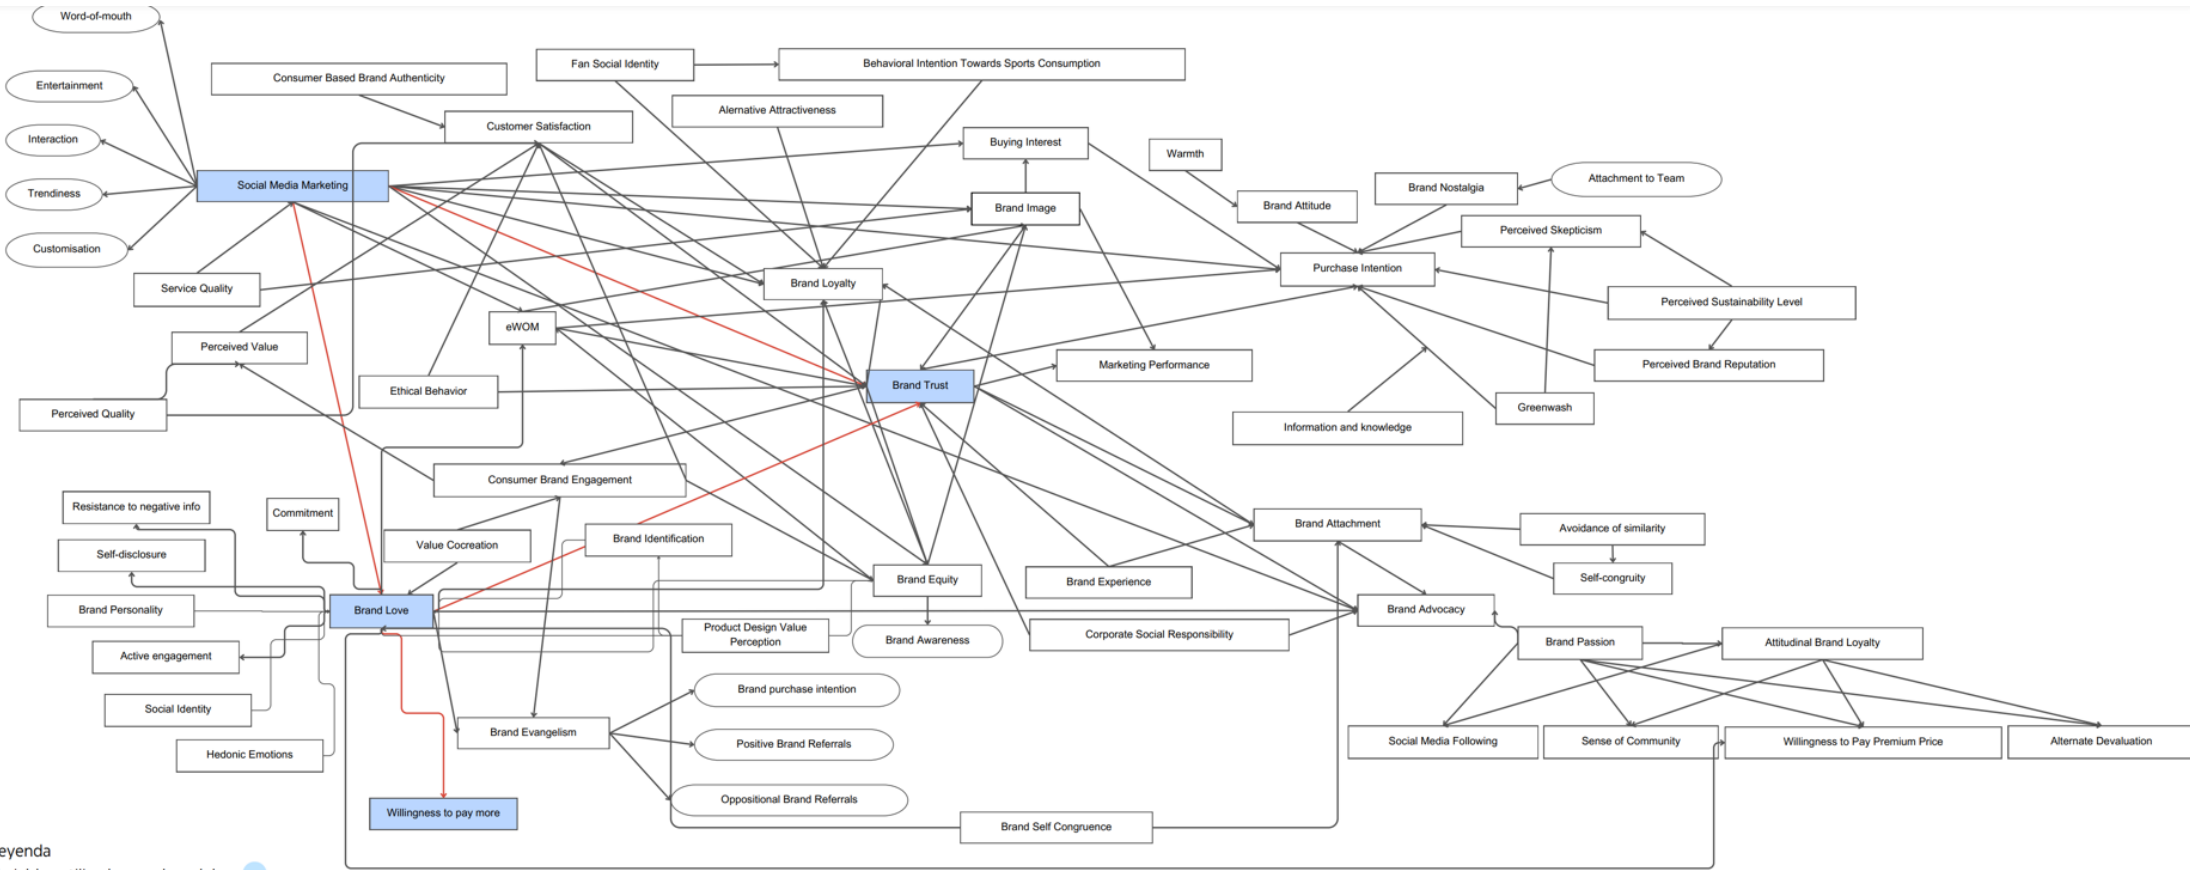 Word-of-mouth
Entertainment
Interaction
Trendiness
Customisation
Consumer Based Brand Authenticity
Fan Social Identity
Behavioral Intention Towards Sports Consumption
Alernative Attractiveness
Customer Satisfaction
Buying Interest
Warmth
Social Media Marketing
Brand Image
Brand Attitude
Brand Nostalgia
Attachment to Team
Perceived Skepticism
Service Quality
Brand Loyalty
Purchase Intention
Perceived Sustainability Level
eWOM
Perceived Value
Marketing Performance
Perceived Brand Reputation
Ethical Behavior
Brand Trust
Perceived Quality
Greenwash
Information and knowledge
Consumer Brand Engagement
Resistance to negative info
Commitment
Self-disclosure
Value Cocreation
Brand Identification
Brand Attachment
Avoidance of similarity
Self-congruity
Brand Equity
Brand Experience
Brand Personality
Brand Love
Brand Advocacy
Product Design Value
Perception
Brand Awareness
Corporate Social Responsibility
Brand Passion
Attitudinal Brand Loyalty
Active engagement
Social Identity
Brand purchase intention
Brand Evangelism
Positive Brand Referrals
Hedonic Emotions
Social Media Following
Sense of Community
Willingness to Pay Premium Price
Alternate Devaluation
Oppositional Brand Referrals
Willingness to pay more
Brand Self Congruence
eyenda